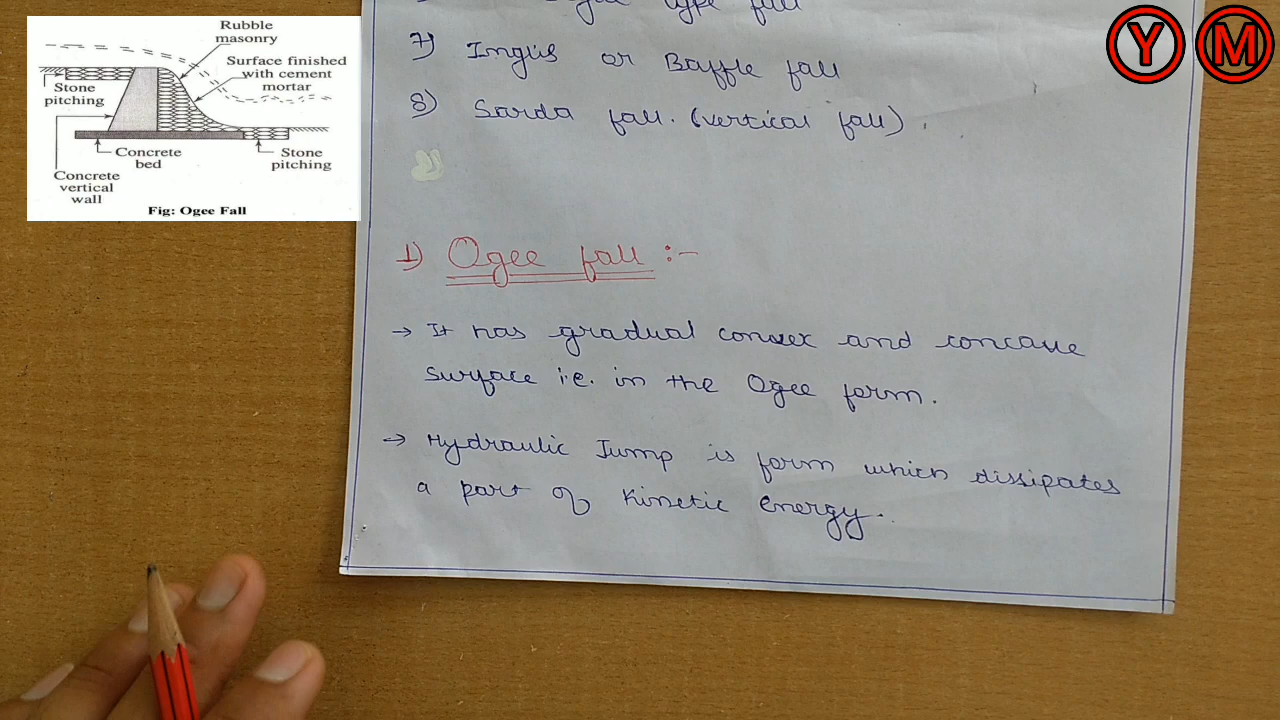 Rubble
masonry
Surface finished
with cement
mortar
Stone
pitching
Concrete
bed
Stone
pitching
Concrete
vertical
wall
Fig: Ogee Fall
Y M
type fall
7) Inglis or Baffle fall
8) Sarda fall. (vertical fall).
1) Ogee fall :-
→ It has gradual convex and concave
surface i.e. in the Ogee form.
→ Hydraulic Jump is form which dissipates
a part of Kinetic Energy.